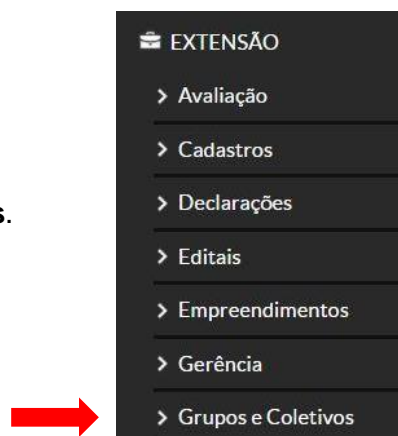 EXTENSÃO
Avaliação
Cadastros
Declarações
s.
Editais
Empreendimentos
Gerência
Grupos e Coletivos